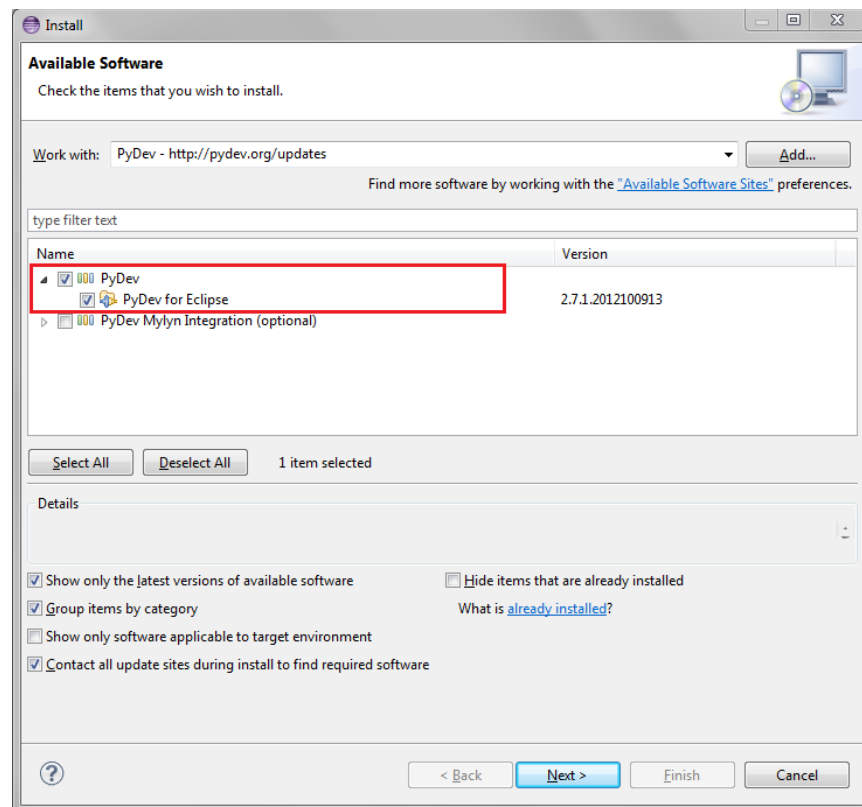 Install
Available Software
Check the items that you wish to install.
Work with: PyDev - http://pydev.org/updates Add...
Find more software by working with the "Available Software Sites" preferences.
type filter text
Name Version
PyDev
PyDev for Eclipse 2.7.1.2012100913
PyDev Mylyn Integration (optional)
Select All Deselect All 1 item selected
Details
Show only the latest versions of available software Hide items that are already installed
Group items by category What is already installed?
Show only software applicable to target environment
Contact all update sites during install to find required software
? < Back Next > Finish Cancel